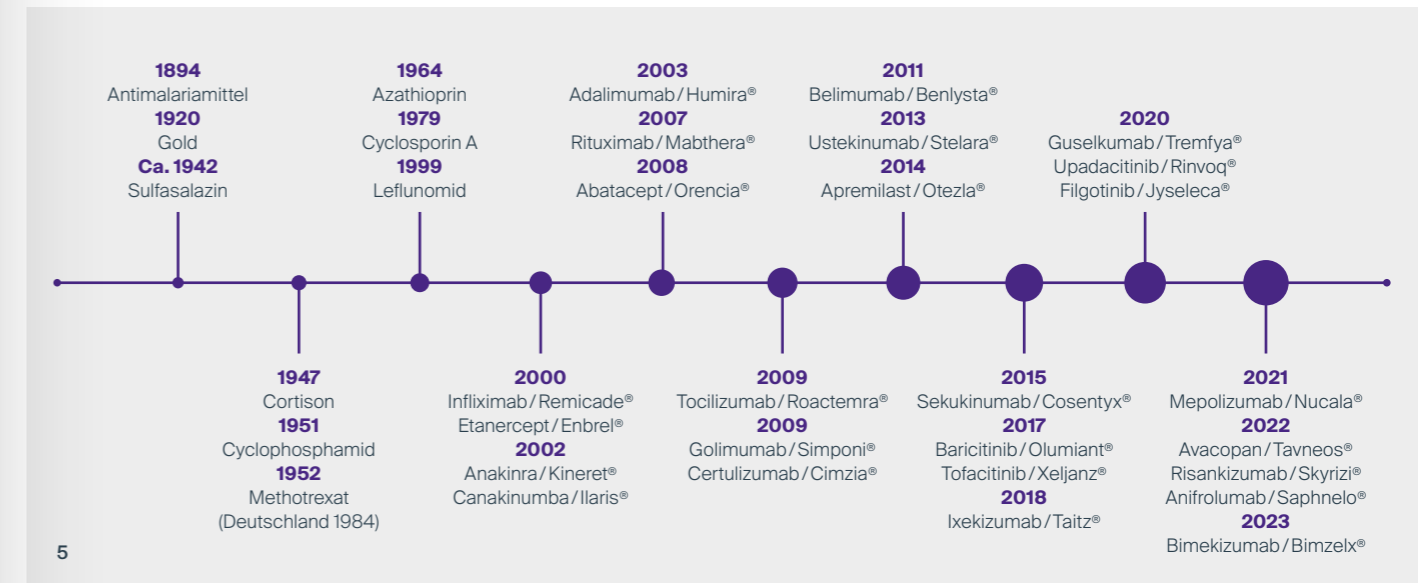 1894
Antimalariamittel
1920
Gold
Ca. 1942
Sulfasalazin
1947
Cortison
1951
Cyclophosphamid
1952
Methotrexat
(Deutschland 1984)
1964
Azathioprin
1979
Cyclosporin A
1999
Leflunomid
2000
Infliximab/Remicade®
Etanercept/Enbrel®
2002
Anakinra/Kineret®
Canakinumba/Ilaris®
2003
Adalimumab/Humira®
2007
Rituximab/Mabthera®
2008
Abatacept/Orencia®
2009
Tocilizumab/Roactemra®
2009
Golimumab/Simponi®
Certulizumab/Cimzia®
2011
Belimumab/Benlysta®
2013
Ustekinumab/Stelara®
2014
Apremilast/Otezla®
2015
Sekukinumab/Cosentyx®
2017
Baricitinib/Olumiant®
Tofacitinib/Xeljanz®
2018
Ixekizumab/Taitz®
2020
Guselkumab/Tremfya®
Upadacitinib/Rinvoq®
Filgotinib/Jyseleca®
2021
Mepolizumab/Nucala®
2022
Avacopan/Tavneos®
Risankizumab/Skyrizi®
Anifrolumab/Saphnelo®
2023
Bimekizumab/Bimzelx®
5